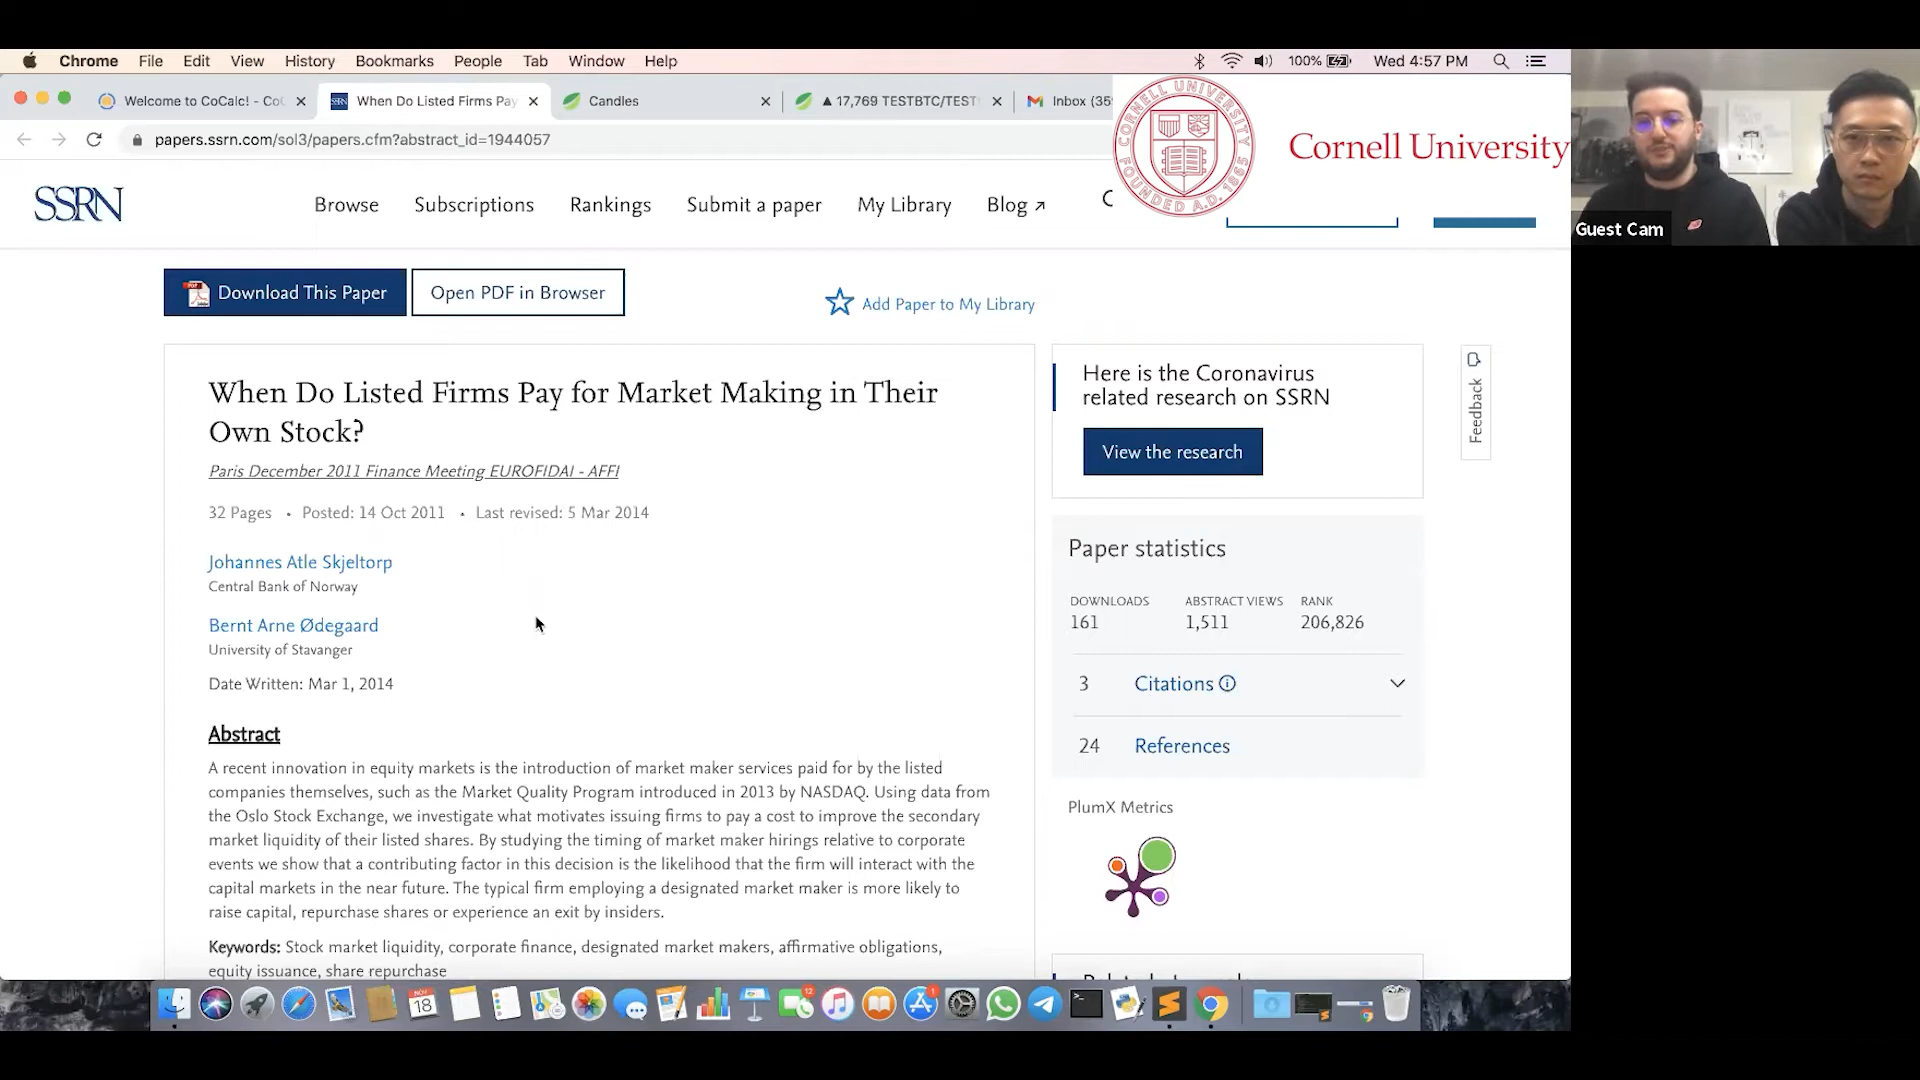 Chrome File Edit View History Bookmarks People Tab Window Help 100% Wed 4:57 PM
Welcome to CoCalc! - Co When Do Listed Firms Pay Candles ▲ 17,769 TESTBTC/TEST Inbox (35
papers.ssrn.com/sol3/papers.cfm?abstract_id=1944057
Cornell University
CORNELL UNIVERSITY FOUNDED A.D. 1865
SSRN Browse Subscriptions Rankings Submit a paper My Library Blog ↗
Guest Cam
Download This Paper Open PDF in Browser
Add Paper to My Library
When Do Listed Firms Pay for Market Making in Their
Own Stock?
Paris December 2011 Finance Meeting EUROFIDAI - AFFI
32 Pages • Posted: 14 Oct 2011 • Last revised: 5 Mar 2014
Johannes Atle Skjeltorp
Central Bank of Norway
Bernt Arne Ødegaard
University of Stavanger
Date Written: Mar 1, 2014
Abstract
A recent innovation in equity markets is the introduction of market maker services paid for by the listed
companies themselves, such as the Market Quality Program introduced in 2013 by NASDAQ. Using data from
the Oslo Stock Exchange, we investigate what motivates issuing firms to pay a cost to improve the secondary
market liquidity of their listed shares. By studying the timing of market maker hirings relative to corporate
events we show that a contributing factor in this decision is the likelihood that the firm will interact with the
capital markets in the near future. The typical firm employing a designated market maker is more likely to
raise capital, repurchase shares or experience an exit by insiders.
Keywords: Stock market liquidity, corporate finance, designated market makers, affirmative obligations,
equity issuance, share repurchase
Here is the Coronavirus
related research on SSRN
View the research
Feedback
Paper statistics
DOWNLOADS ABSTRACT VIEWS RANK
161 1,511 206,826
3 Citations
24 References
PlumX Metrics
NOV
18
12
1